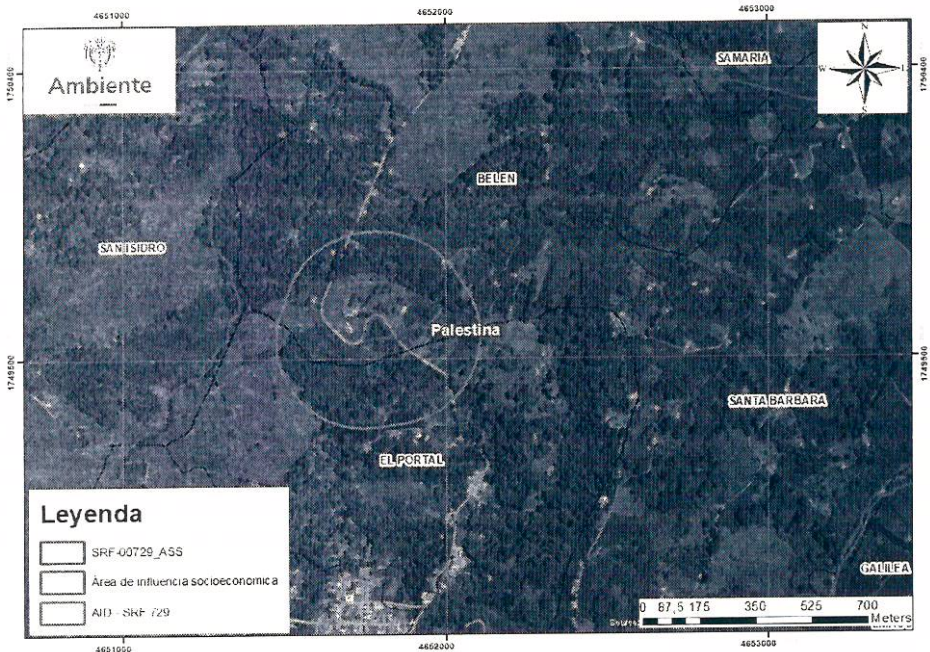 4651000 4652000 4653000
1750400
1750400
Ambiente
N
W
S
SAMARIA
BELEN
SAN ISIDRO
Palestina
1749500
1749500
SANTA BARBARA
EL PORTAL
GALILEA
Leyenda
SRF-00729_ASS
Área de influencia socioeconomica
AID - SRF 729
0 87,5 175 350 525 700
Meters
4651000 4652000 4653000